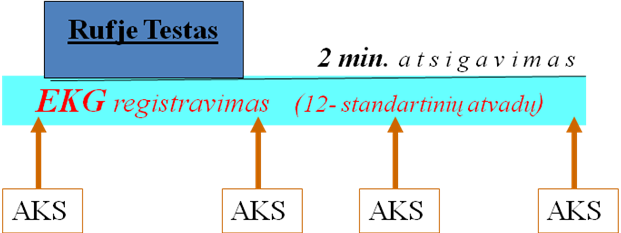 Rufje Testas
2 min. atsigavimas
EKG registravimas (12- standartinių atvadų)
AKS AKS AKS AKS